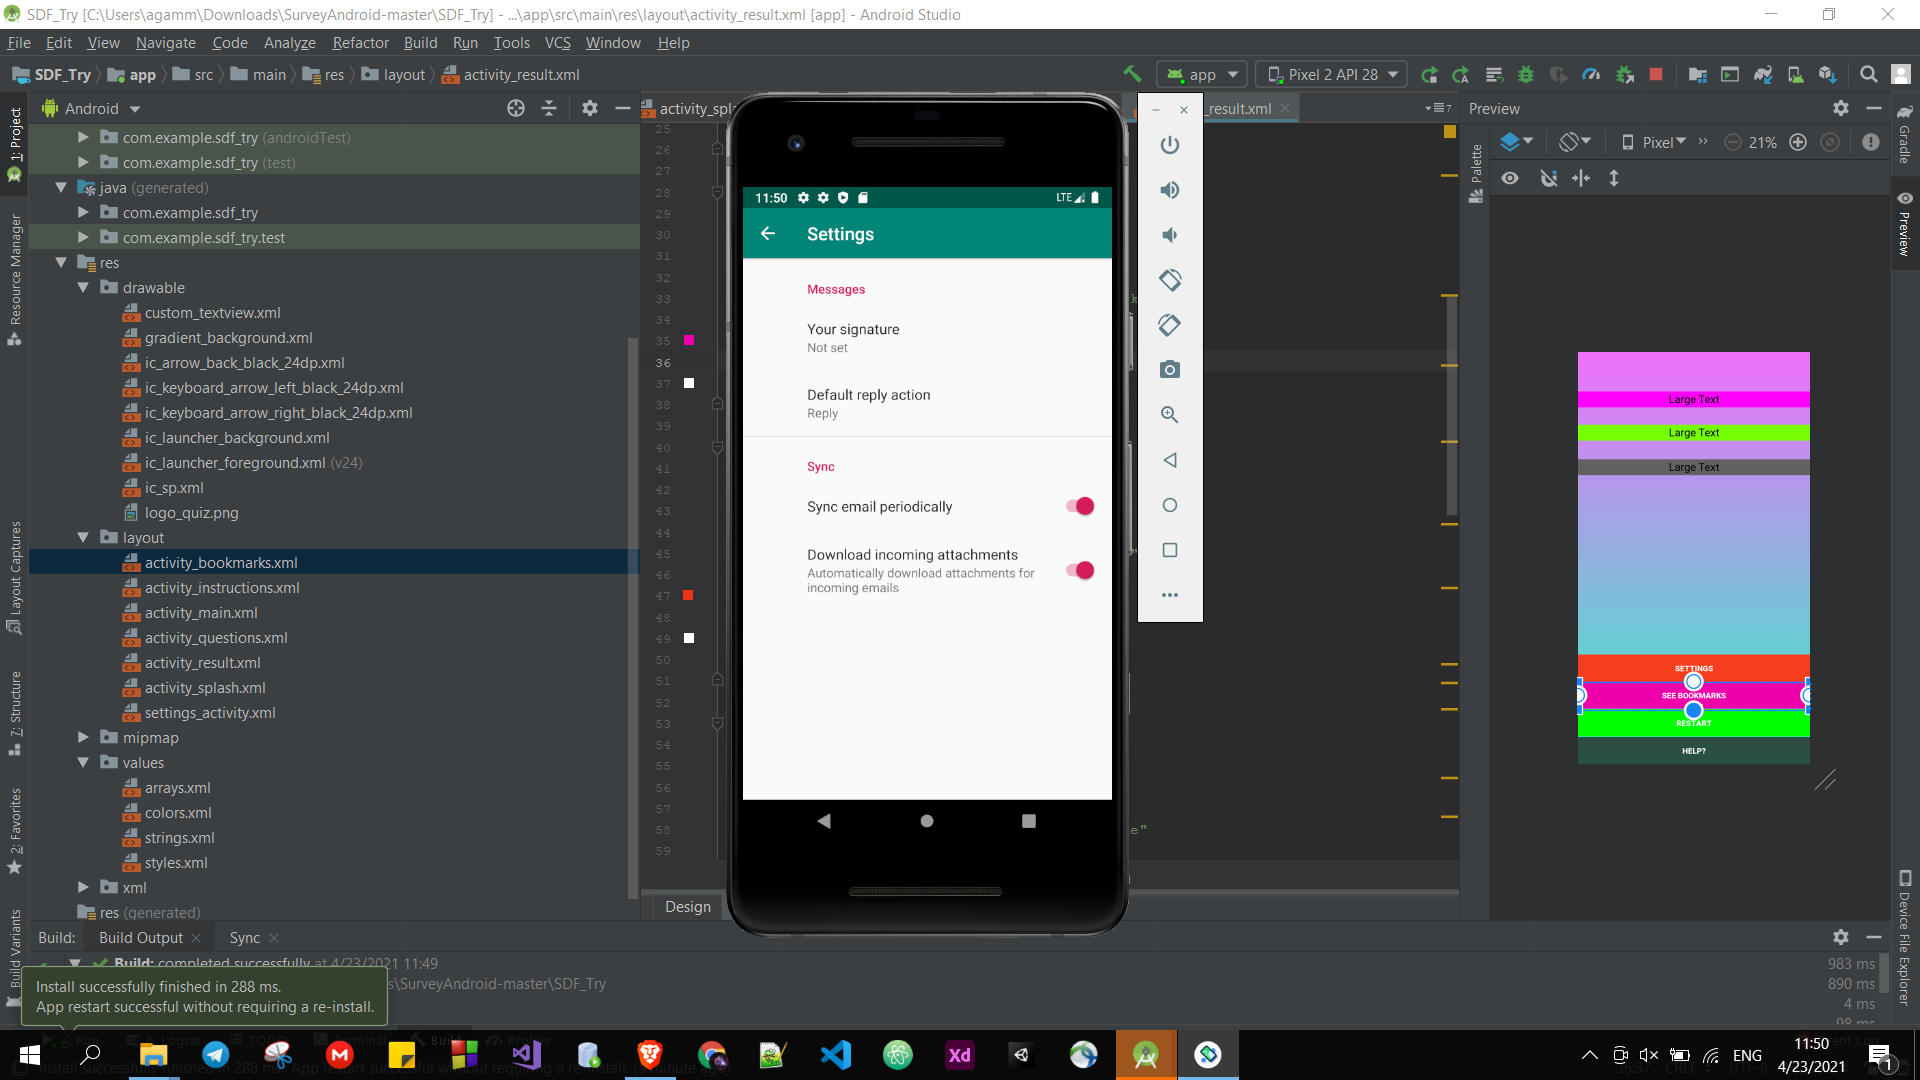 SDF_Try [C:\Users\agamm\Downloads\SurveyAndroid-master\SDF_Try] - ...\app\src\main\res\layout\activity_result.xml [app] - Android Studio
File Edit View Navigate Code Analyze Refactor Build Run Tools VCS Window Help
SDF_Try app src main res layout activity_result.xml
app Pixel 2 API 28
1: Project
Resource Manager
Layout Captures
7: Structure
2: Favorites
Build Variants
Android
com.example.sdf_try (androidTest)
com.example.sdf_try (test)
java (generated)
com.example.sdf_try
com.example.sdf_try.test
res
drawable
custom_textview.xml
gradient_background.xml
ic_arrow_back_black_24dp.xml
ic_keyboard_arrow_left_black_24dp.xml
ic_keyboard_arrow_right_black_24dp.xml
ic_launcher_background.xml
ic_launcher_foreground.xml (v24)
ic_sp.xml
logo_quiz.png
layout
activity_bookmarks.xml
activity_instructions.xml
activity_main.xml
activity_questions.xml
activity_result.xml
activity_splash.xml
settings_activity.xml
mipmap
values
arrays.xml
colors.xml
strings.xml
styles.xml
xml
res (generated)
activity_spl
_result.xml
7
25
26
27
28
29
30
31
32
33
34
35
36
37
38
39
40
41
42
43
44
45
46
47
48
49
50
51
52
53
54
55
56
57
58
59
k
"
e"
Design
11:50 LTE
Settings
Messages
Your signature
Not set
Default reply action
Reply
Sync
Sync email periodically
Download incoming attachments
Automatically download attachments for
incoming emails
Preview
Palette
Pixel 21%
Large Text
Large Text
Large Text
SETTINGS
SEE BOOKMARKS
RESTART
HELP?
Gradle
Preview
Device File Explorer
Build: Build Output Sync
Build: completed successfully at 4/23/2021 11:49
s\SurveyAndroid-master\SDF_Try
983 ms
890 ms
4 ms
98 ms
Install successfully finished in 288 ms.
App restart successful without requiring a re-install.
ENG
11:50
4/23/2021
1